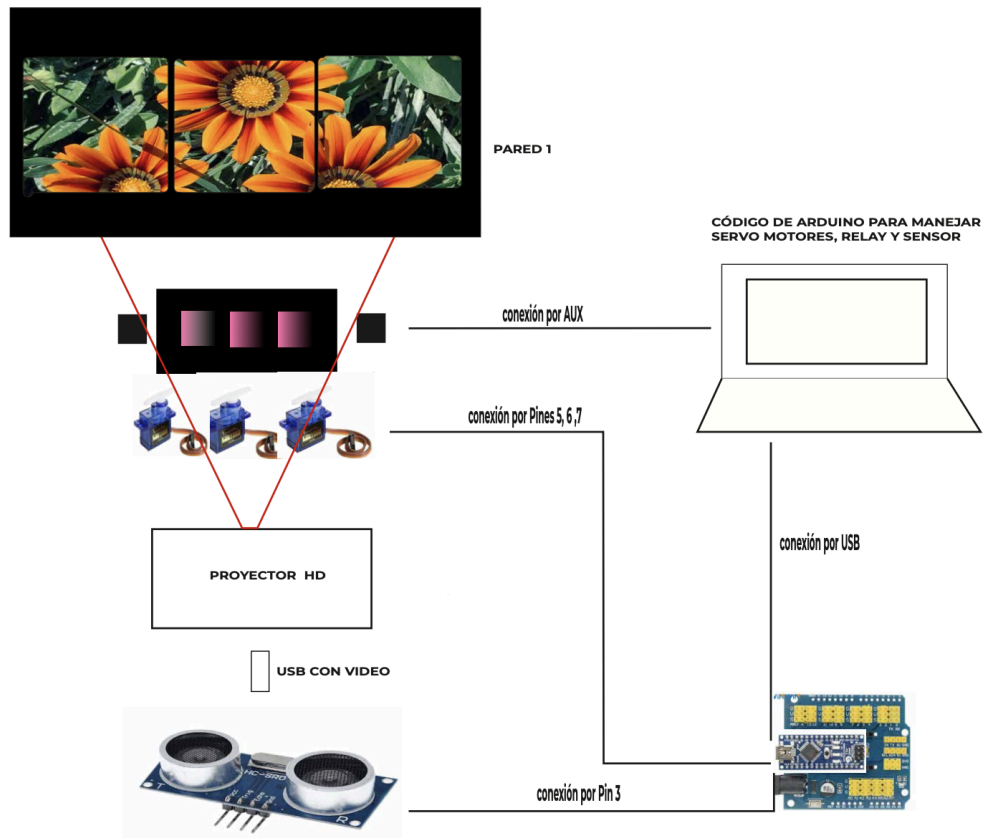 PARED 1
CÓDIGO DE ARDUINO PARA MANEJAR
SERVO MOTORES, RELAY Y SENSOR
conexión por AUX
conexión por Pines 5, 6 ,7
conexión por USB
PROYECTOR HD
USB CON VIDEO
HC-SR0
T
R
conexión por Pin 3